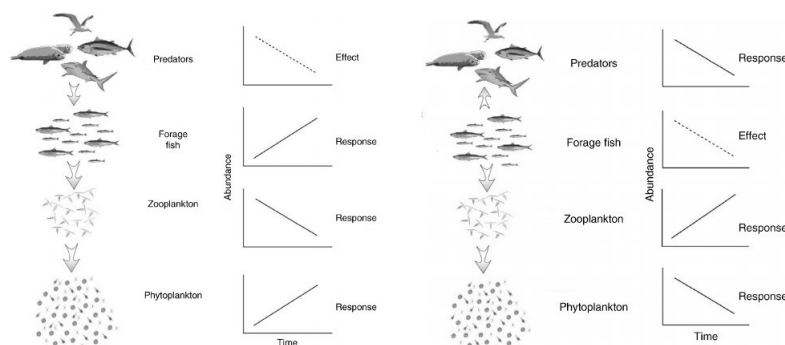 Predators
Effect
Forage
fish
Response
Abundance
Zooplankton
Response
Phytoplankton
Response
Time
Predators
Response
Forage fish
Effect
Abundance
Zooplankton
Response
Phytoplankton
Response
Time